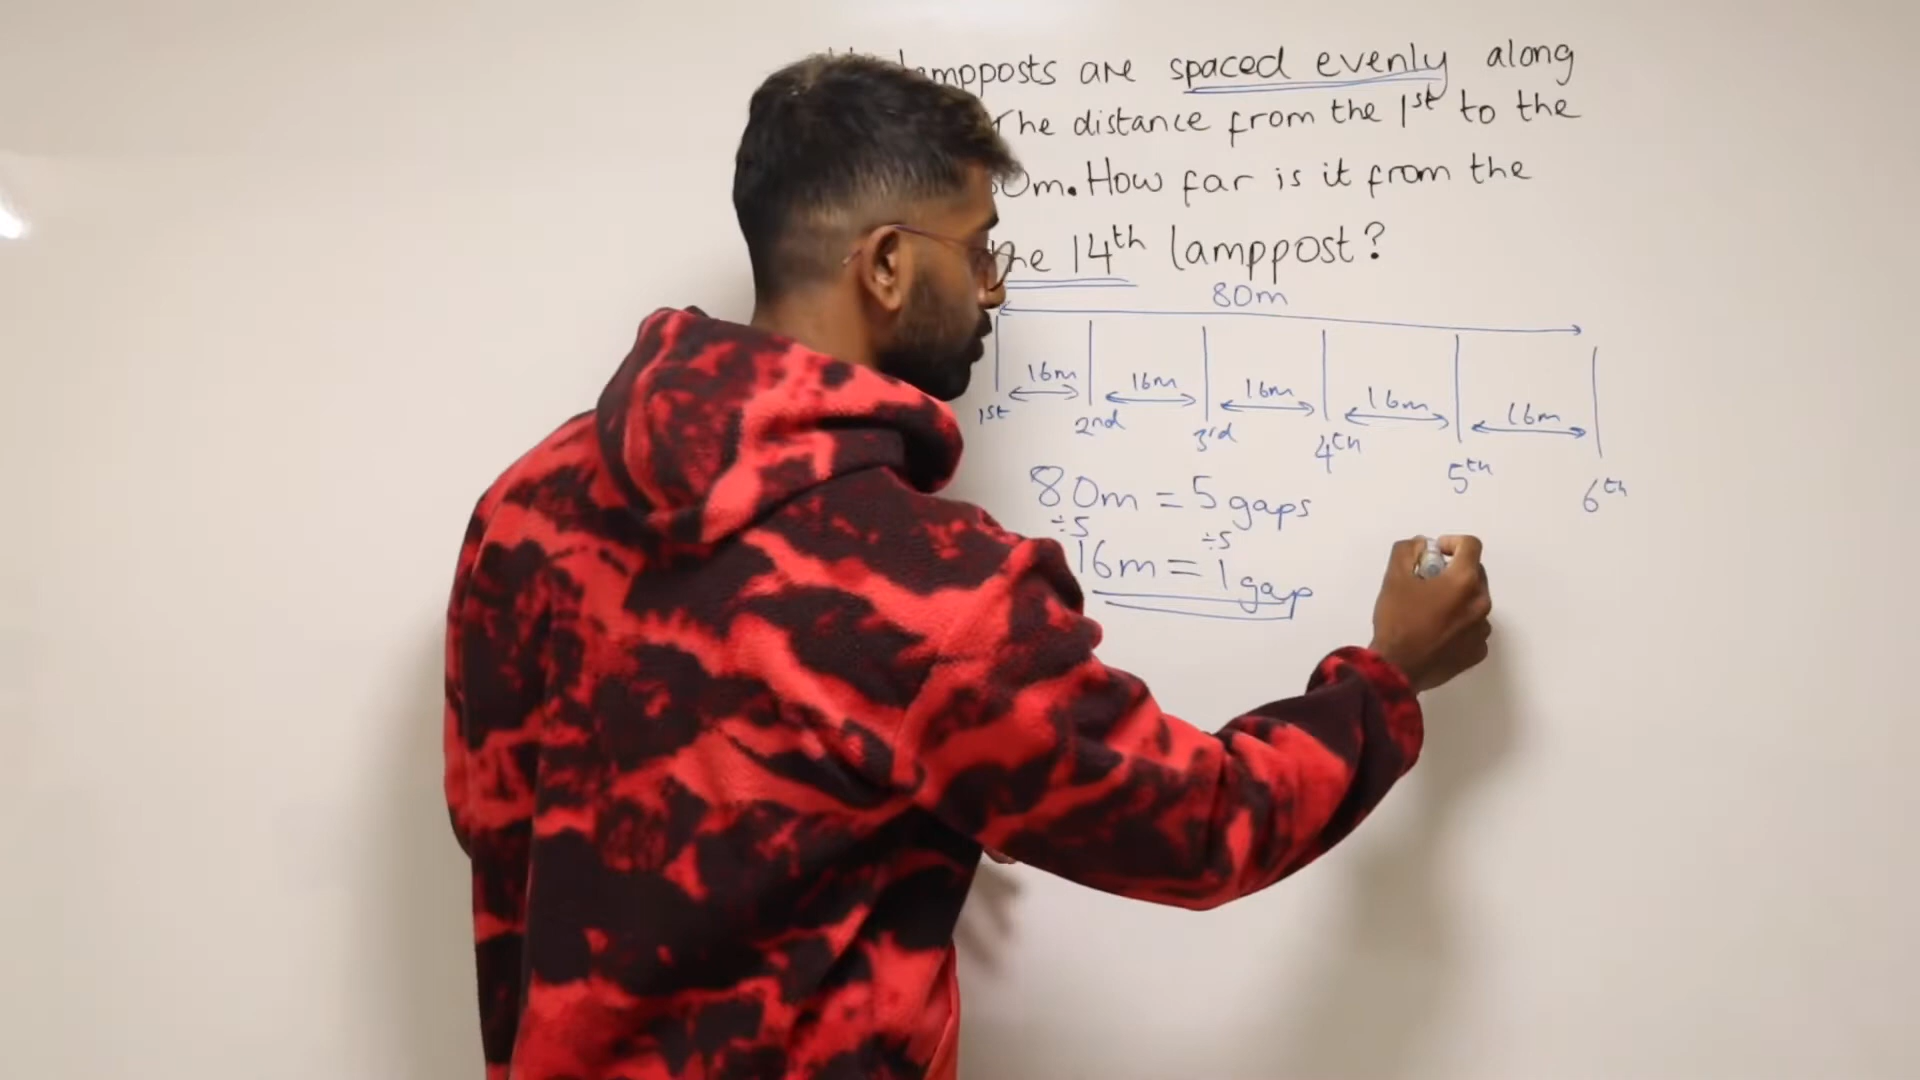 lampposts are spaced evenly along
The distance from the 1st to the
80m. How far is it from the
the 14th lamppost?
80m
16m 16m 16m 16m 16m
1st 2nd 3rd 4th 5th 6th
80m = 5 gaps
÷5 ÷5
16m = 1 gap